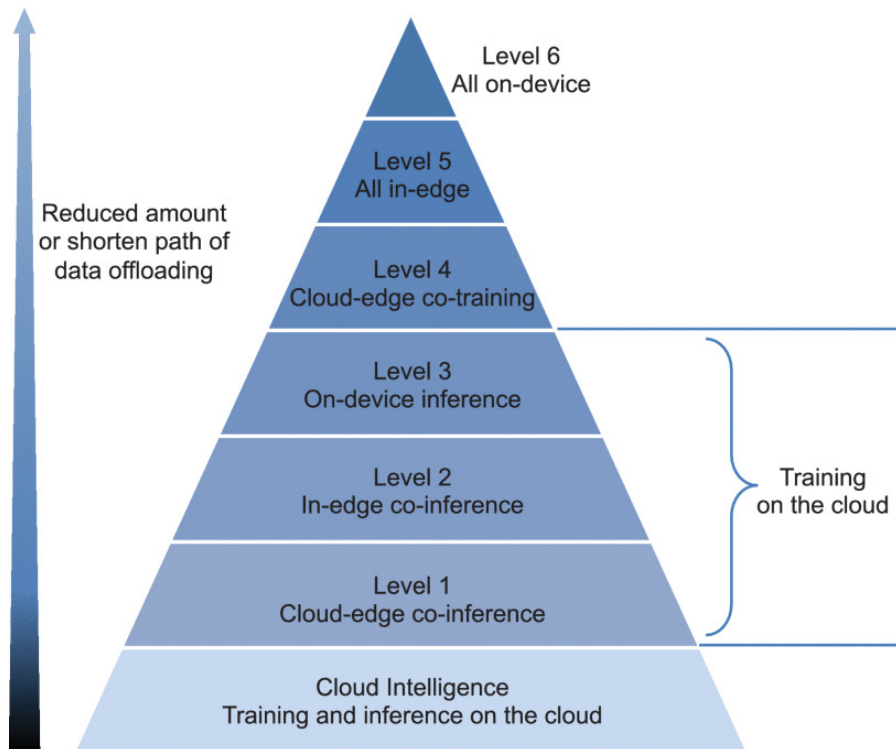 Level 6
All on-device
Level 5
All in-edge
Reduced amount
or shorten path of
data offloading
Level 4
Cloud-edge co-training
Level 3
On-device inference
Level 2
In-edge co-inference
Training
on the cloud
Level 1
Cloud-edge co-inference
Cloud Intelligence
Training and inference on the cloud